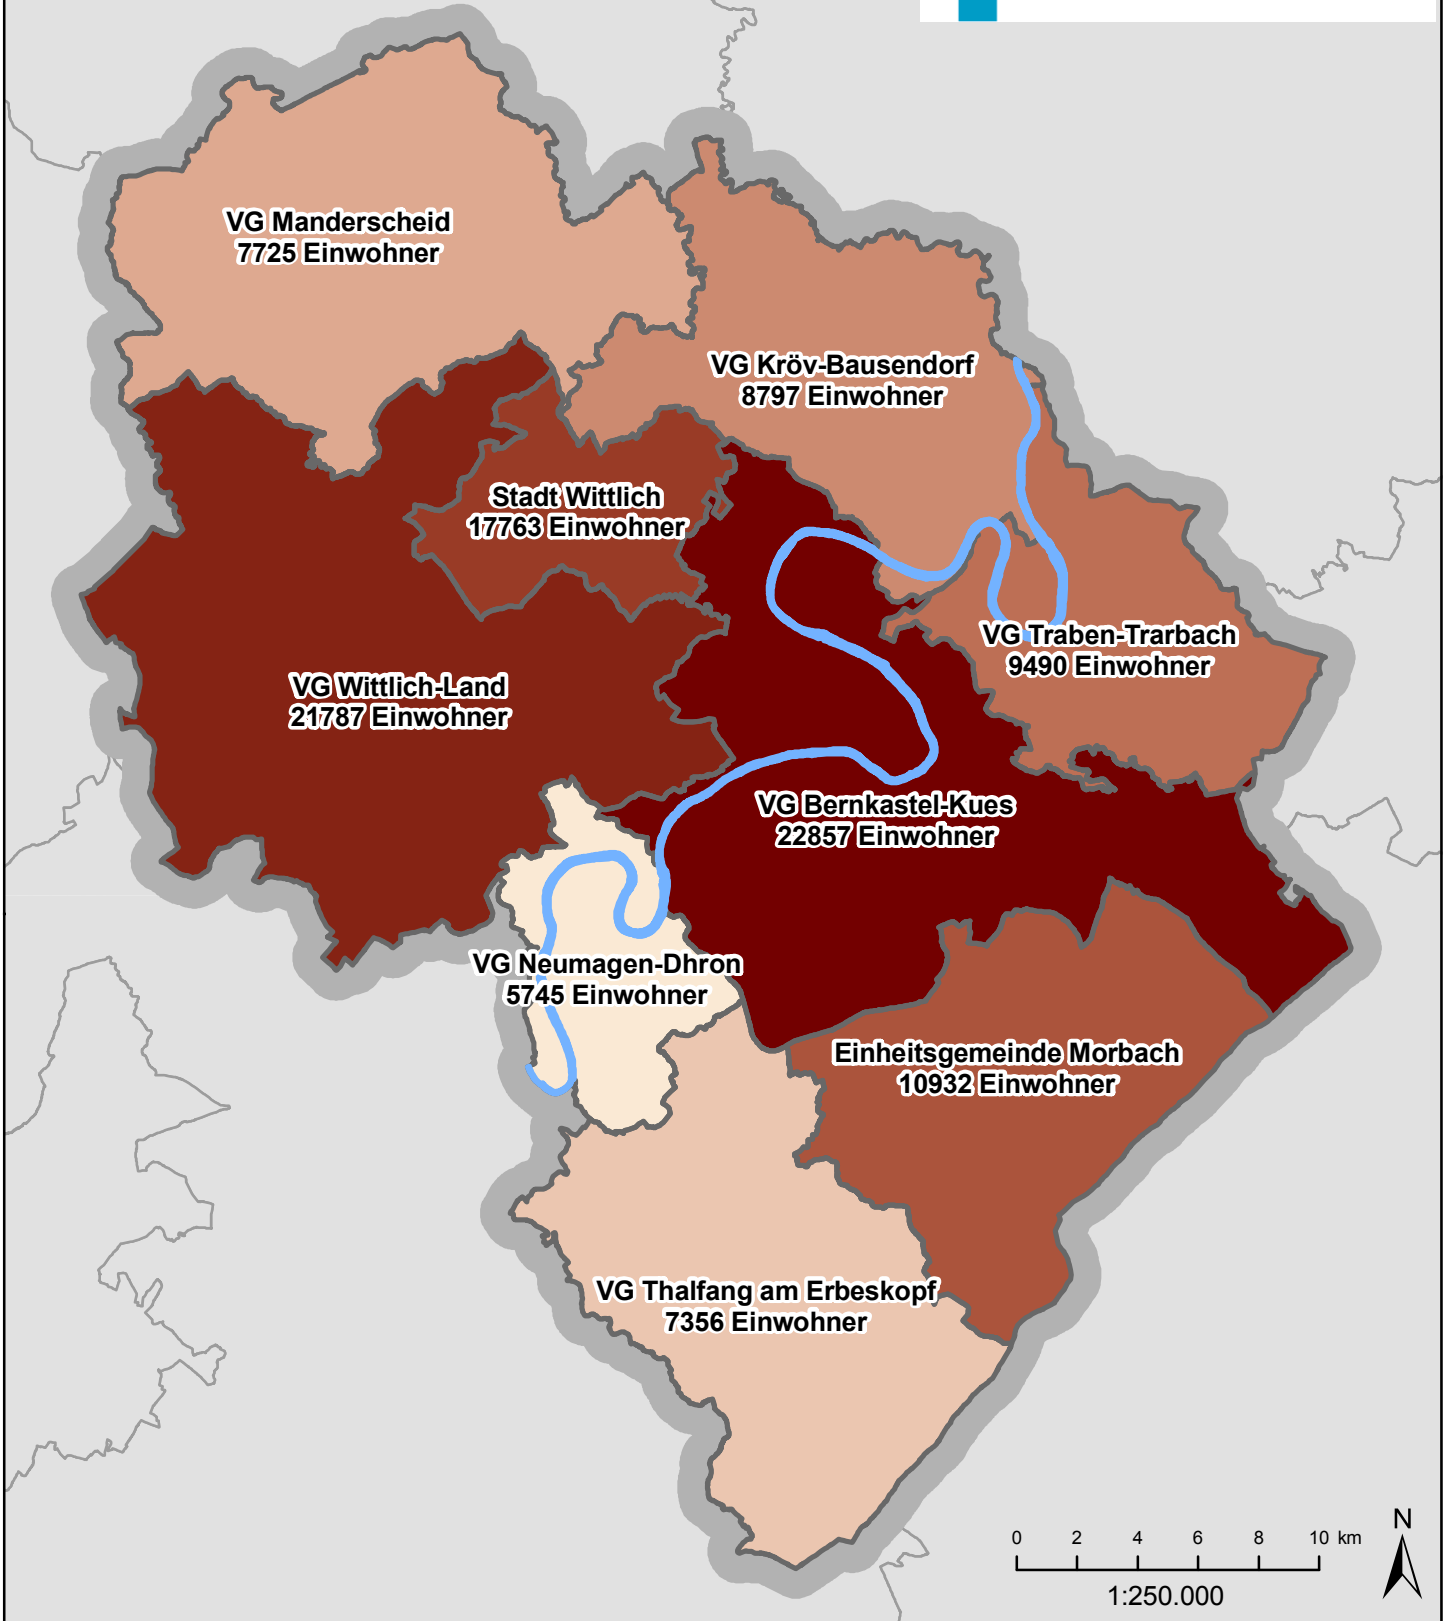 VG Manderscheid
7725 Einwohner
VG Kröv-Bausendorf
8797 Einwohner
Stadt Wittlich
17763 Einwohner
VG Traben-Trarbach
9490 Einwohner
VG Wittlich-Land
21787 Einwohner
VG Bernkastel-Kues
22857 Einwohner
VG Neumagen-Dhron
5745 Einwohner
Einheitsgemeinde Morbach
10932 Einwohner
VG Thalfang am Erbeskopf
7356 Einwohner
N
0 2 4 6 8 10 km
1:250.000